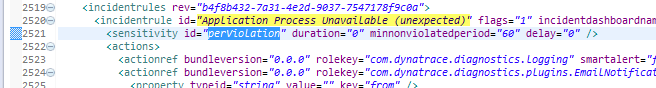 2519 <incidentrules rev="b4f8b432-7a31-4e2d-9037-7547178f9c0a">
2520 <incidentrule id="Application Process Unavailable (unexpected)" flags="1" incidentdashboardnam
2521 <sensitivity id="perViolation" duration="0" minnonviolatedperiod="60" delay="0" />
2522 <actions>
2523 <actionref bundleversion="0.0.0" rolekey="com.dynatrace.diagnostics.Logging" smartalert="f
2524 <actionref bundleversion="0.0.0" rolekey="com.dynatrace.diagnostics.plugins.EmailNotificat
2525 <property typeid="string" value="" key="from" />